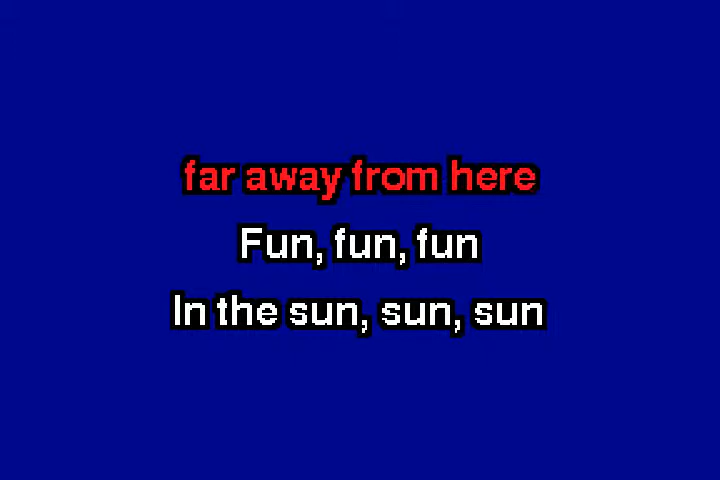 far away from here
Fun, fun, fun
In the sun, sun, sun